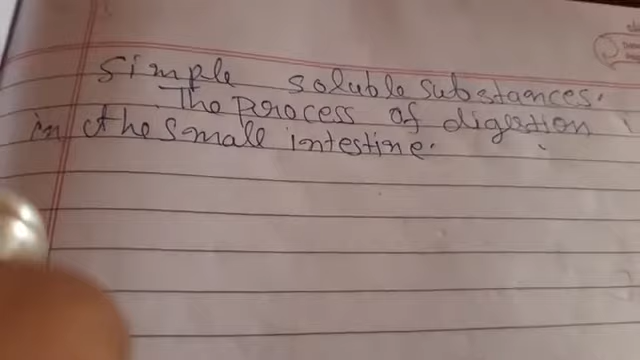 simple soluble substances.
The process of digestion
in the small intestine.